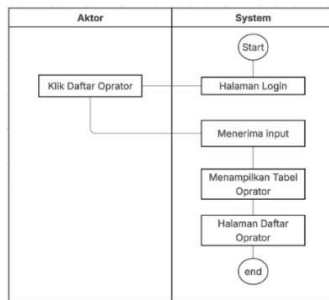 Aktor
System
Start
Klik Daftar Oprator
Halaman Login
Menerima input
Menampilkan Tabel
Oprator
Halaman Daftar
Oprator
end